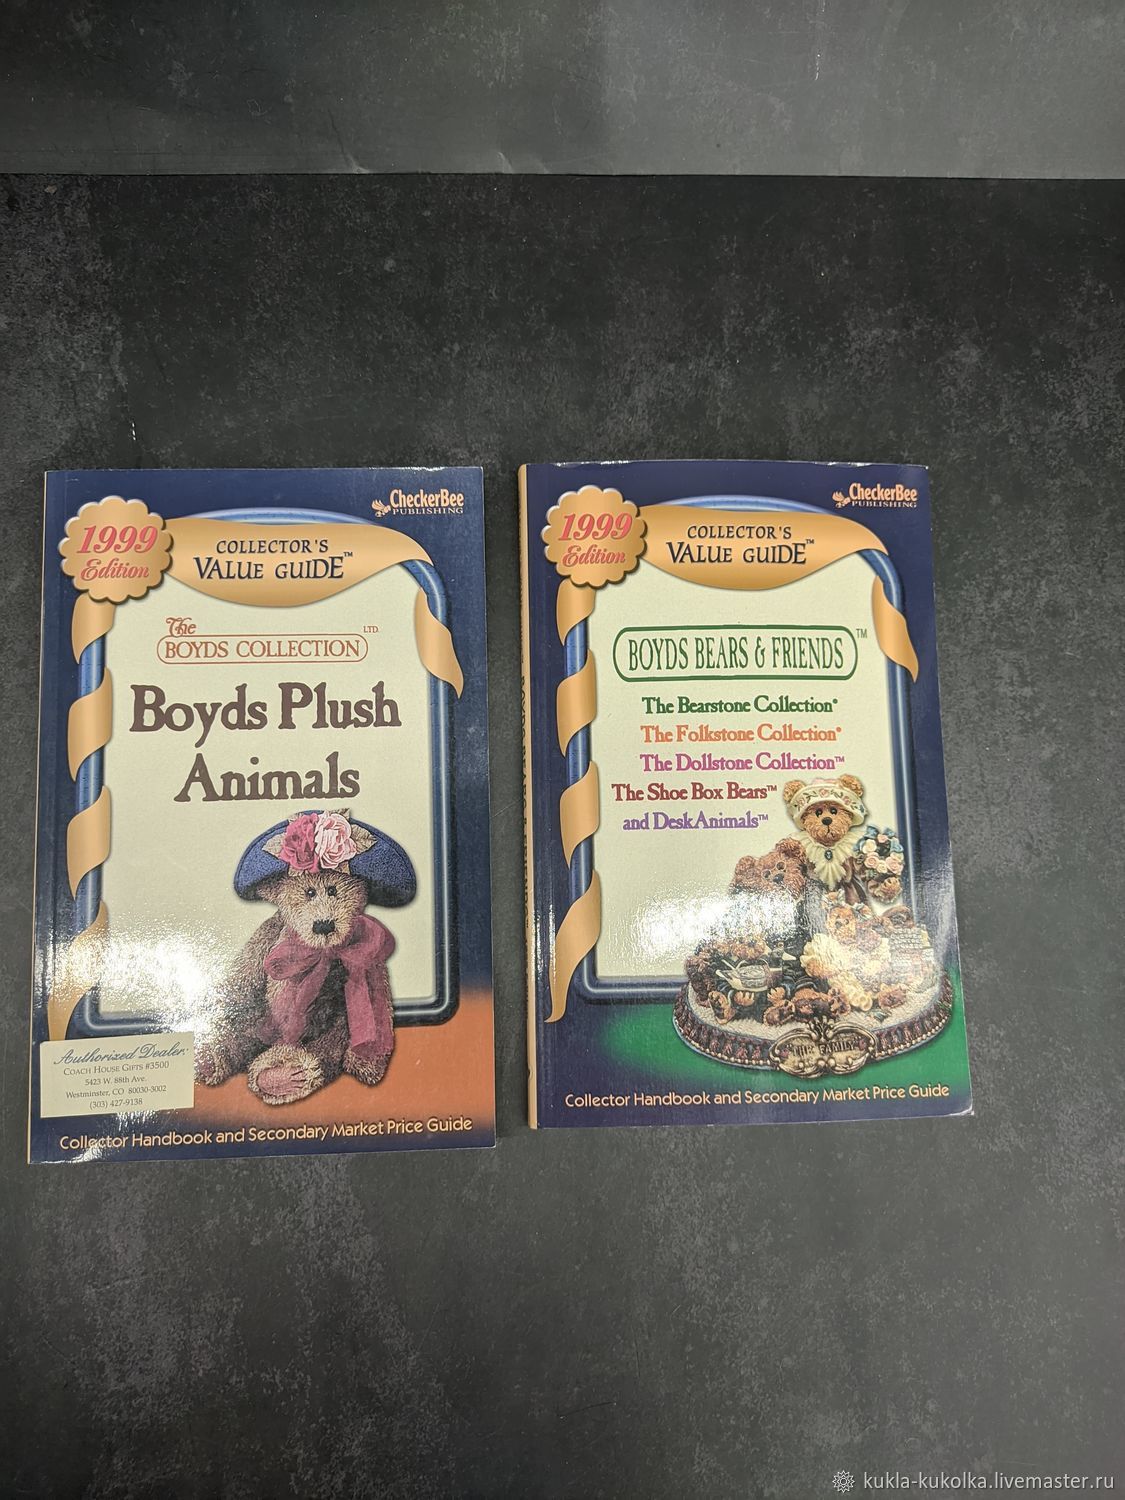 CheckerBee
PUBLISHING
1999
Edition
COLLECTOR'S
VALUE GUIDE™
The
BOYDS COLLECTION LTD.
Boyds Plush
Animals
Authorized Dealer:
COACH HOUSE GIFTS #3500
5423 W. 88th Ave.
Westminster, CO 80030-3002
(303) 427-9138
Collector Handbook and Secondary Market Price Guide
CheckerBee
PUBLISHING
1999
Edition
COLLECTOR'S
VALUE GUIDE™
BOYDS BEARS & FRIENDS™
The Bearstone Collection®
The Folkstone Collection®
The Dollstone Collection™
The Shoe Box Bears™
and DeskAnimals™
THE FAMILY
Collector Handbook and Secondary Market Price Guide
kukla-kukolka.livemaster.ru